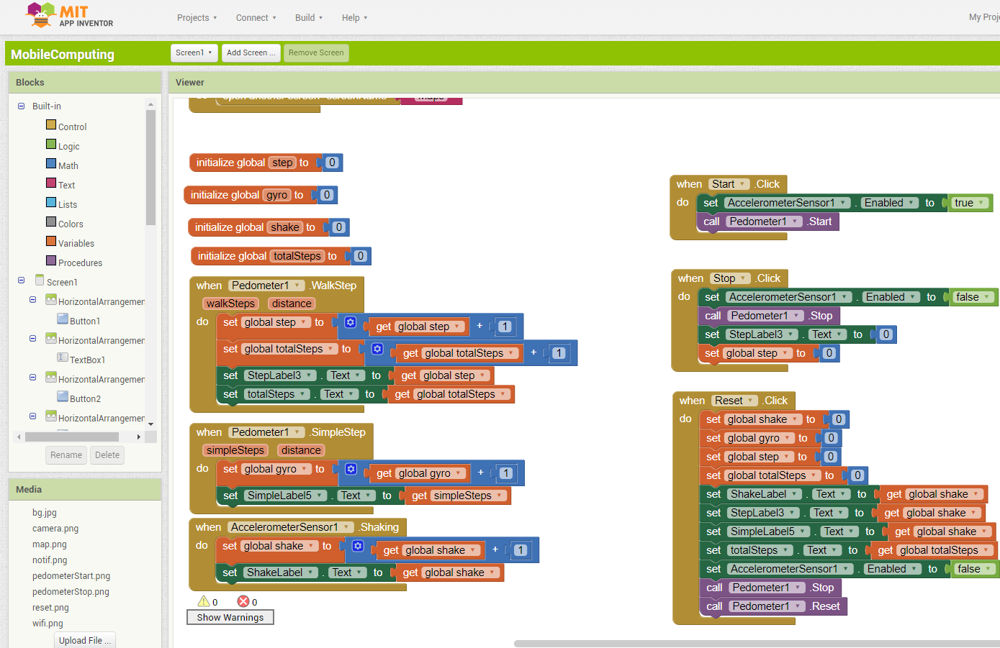 MIT
APP INVENTOR
Projects
Connect
Build
Help
My Proje
MobileComputing
Screen1
Add Screen ...
Remove Screen
Blocks
Built-in
Control
Logic
Math
Text
Lists
Colors
Variables
Procedures
Screen1
HorizontalArrangemen
Button1
HorizontalArrangemen
TextBox1
HorizontalArrangemen
Button2
HorizontalArrangemen
Rename
Delete
Media
bg.jpg
camera.png
map.png
notif.png
pedometerStart.png
pedometerStop.png
reset.png
wifi.png
Upload File ...
Viewer
do open another screen screenName Maps
initialize global step to 0
initialize global gyro to 0
initialize global shake to 0
initialize global totalSteps to 0
when Pedometer1 .WalkStep
walkSteps distance
do set global step to get global step + 1
set global totalSteps to get global totalSteps + 1
set StepLabel3 . Text to get global step
set totalSteps . Text to get global totalSteps
when Pedometer1 .SimpleStep
simpleSteps distance
do set global gyro to get global gyro + 1
set SimpleLabel5 . Text to get simpleSteps
when AccelerometerSensor1 .Shaking
do set global shake to get global shake + 1
set ShakeLabel . Text to get global shake
0 0
Show Warnings
when Start .Click
do set AccelerometerSensor1 . Enabled to true
call Pedometer1 .Start
when Stop .Click
do set AccelerometerSensor1 . Enabled to false
call Pedometer1 .Stop
set StepLabel3 . Text to 0
set global step to 0
when Reset .Click
do set global shake to 0
set global gyro to 0
set global step to 0
set global totalSteps to 0
set ShakeLabel . Text to get global shake
set StepLabel3 . Text to get global shake
set SimpleLabel5 . Text to get global shake
set totalSteps . Text to get global totalSteps
set AccelerometerSensor1 . Enabled to false
call Pedometer1 .Stop
call Pedometer1 .Reset